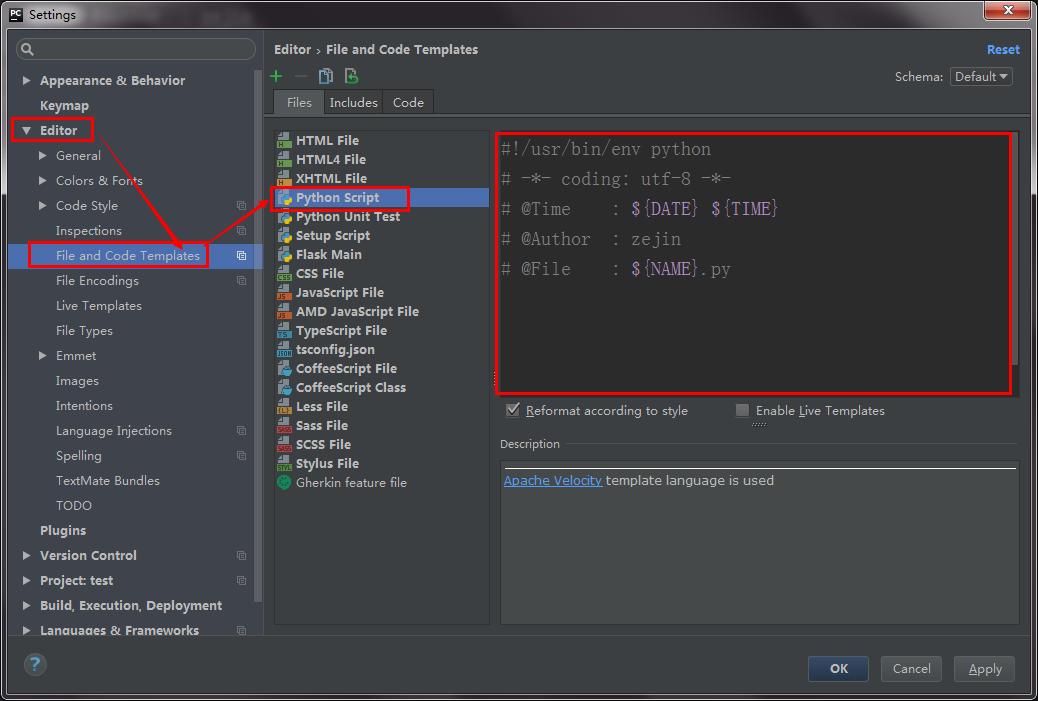 PC Settings
Editor › File and Code Templates
Reset
Schema: Default
Files Includes Code
Appearance & Behavior
Keymap
Editor
General
Colors & Fonts
Code Style
Inspections
File and Code Templates
File Encodings
Live Templates
File Types
Emmet
Images
Intentions
Language Injections
Spelling
TextMate Bundles
TODO
Plugins
Version Control
Project: test
Build, Execution, Deployment
Languages & Frameworks
HTML File
HTML4 File
XHTML File
Python Script
Python Unit Test
Setup Script
Flask Main
CSS File
JavaScript File
AMD JavaScript File
TypeScript File
tsconfig.json
CoffeeScript File
CoffeeScript Class
Less File
Sass File
SCSS File
Stylus File
Gherkin feature file
#!/usr/bin/env python
# -*- coding: utf-8 -*-
# @Time    : ${DATE} ${TIME}
# @Author  : zejin
# @File    : ${NAME}.py
Reformat according to style
Enable Live Templates
Description
Apache Velocity template language is used
?
OK
Cancel
Apply